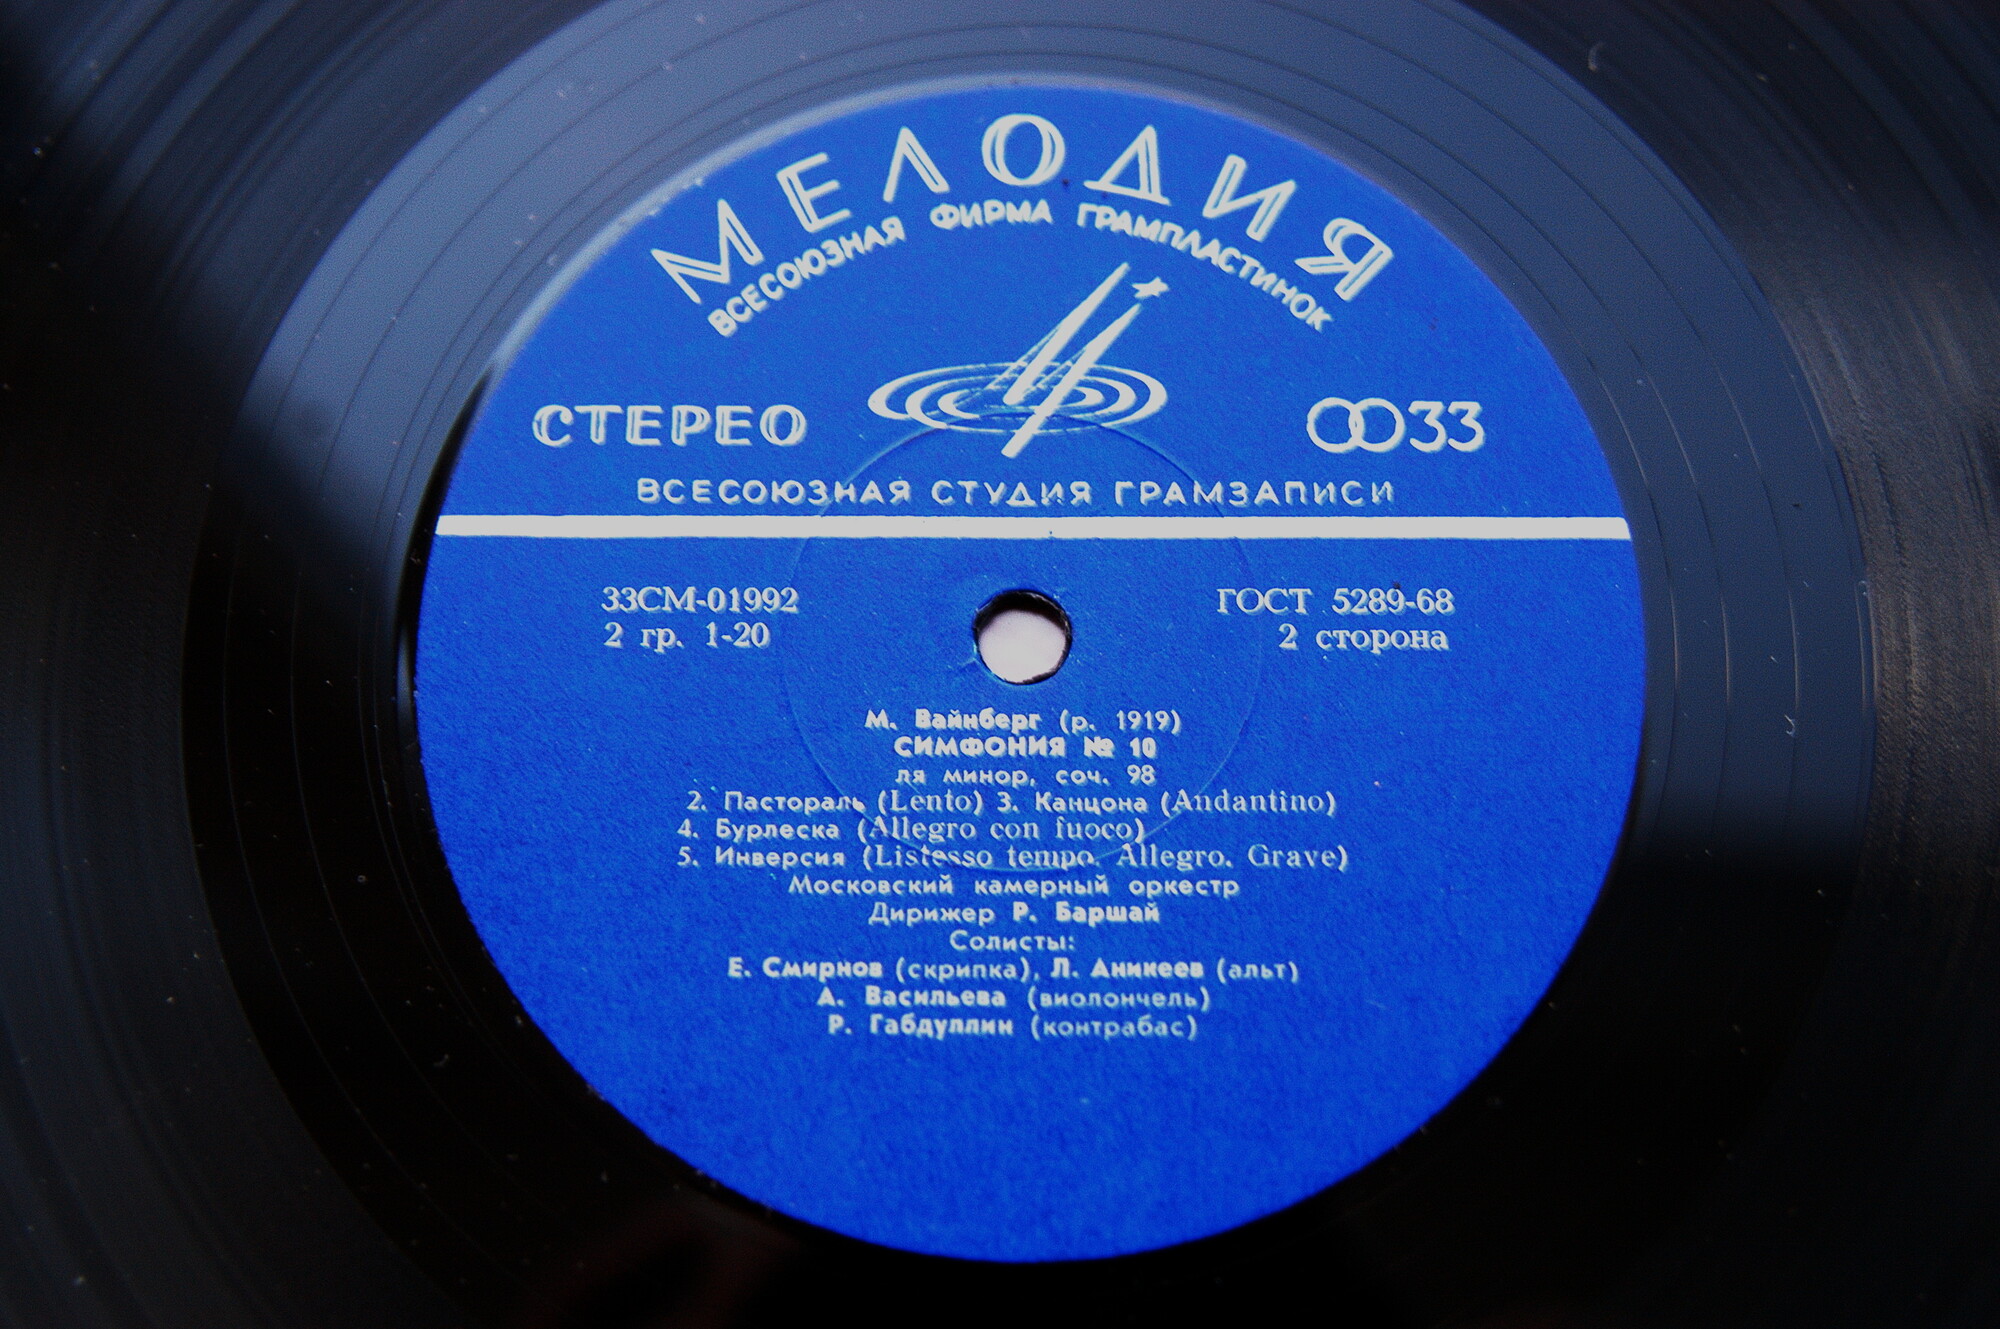 МЕЛОДИЯ
ВСЕСОЮЗНАЯ ФИРМА ГРАМПЛАСТИНОК
СТЕРЕО
33
ВСЕСОЮЗНАЯ СТУДИЯ ГРАМЗАПИСИ
33СМ-01992
ГОСТ 5289-68
2 гр. 1-20
2 сторона
М. Вайнберг (р. 1919)
СИМФОНИЯ № 10
ля минор, соч. 98
2. Пастораль (Lento) 3. Канцона (Andantino)
4. Бурлеска (Allegro con fuoco)
5. Инверсия (Listesso tempo. Allegro. Grave)
Московский камерный оркестр
Дирижер Р. Баршай
Солисты:
Е. Смирнов (скрипка), Л. Аникеев (альт)
А. Васильева (виолончель)
Р. Габдуллин (контрабас)